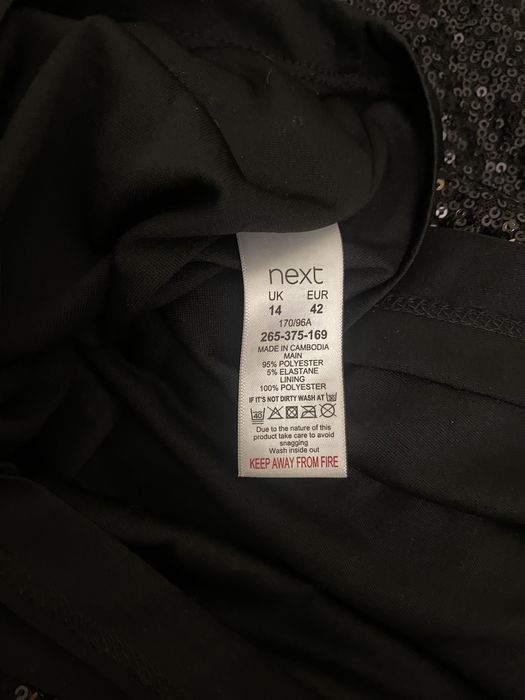 next
UK EUR
14 42
170/96A
265-375-169
MADE IN CAMBODIA
MAIN
95% POLYESTER
5% ELASTANE
LINING
100% POLYESTER
IF IT'S NOT DIRTY WASH AT
40
Due to the nature of this
product take care to avoid
snagging
Wash inside out
KEEP AWAY FROM FIRE